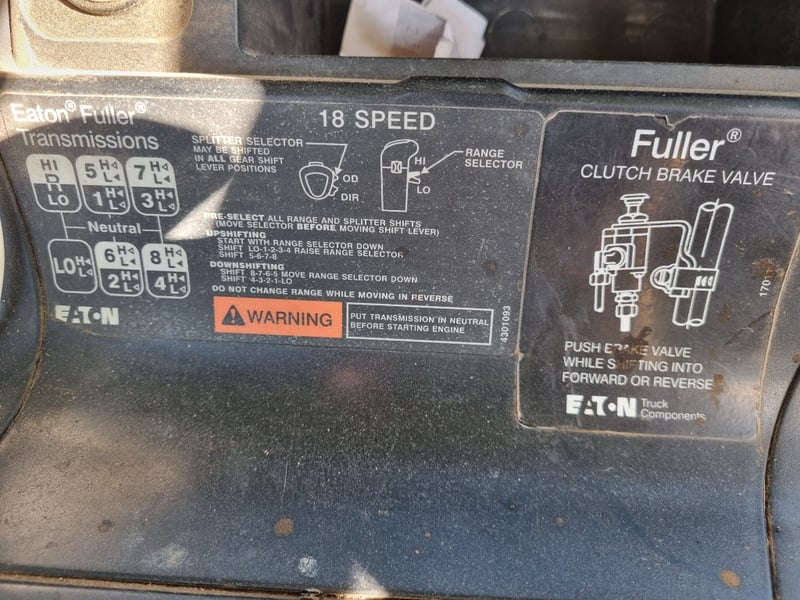 Eaton® Fuller®
Transmissions
HI
R
LO
5 H L
1 H L
7 H L
3 H L
Neutral
LO H L
6 H L
2 H L
8 H L
4 H L
EATON
18 SPEED
SPLITTER SELECTOR
MAY BE SHIFTED
IN ALL GEAR SHIFT
LEVER POSITIONS
OD
DIR
HI
LO
RANGE
SELECTOR
PRE-SELECT ALL RANGE AND SPLITTER SHIFTS
(MOVE SELECTOR BEFORE MOVING SHIFT LEVER)
UPSHIFTING
START WITH RANGE SELECTOR DOWN
SHIFT LO-1-2-3-4 RAISE RANGE SELECTOR
SHIFT 5-6-7-8
DOWNSHIFTING
SHIFT 8-7-6-5 MOVE RANGE SELECTOR DOWN
SHIFT 4-3-2-1-LO
DO NOT CHANGE RANGE WHILE MOVING IN REVERSE
WARNING
PUT TRANSMISSION IN NEUTRAL
BEFORE STARTING ENGINE
4301093
Fuller®
CLUTCH BRAKE VALVE
PUSH BRAKE VALVE
WHILE SHIFTING INTO
FORWARD OR REVERSE
EATON Truck
Components